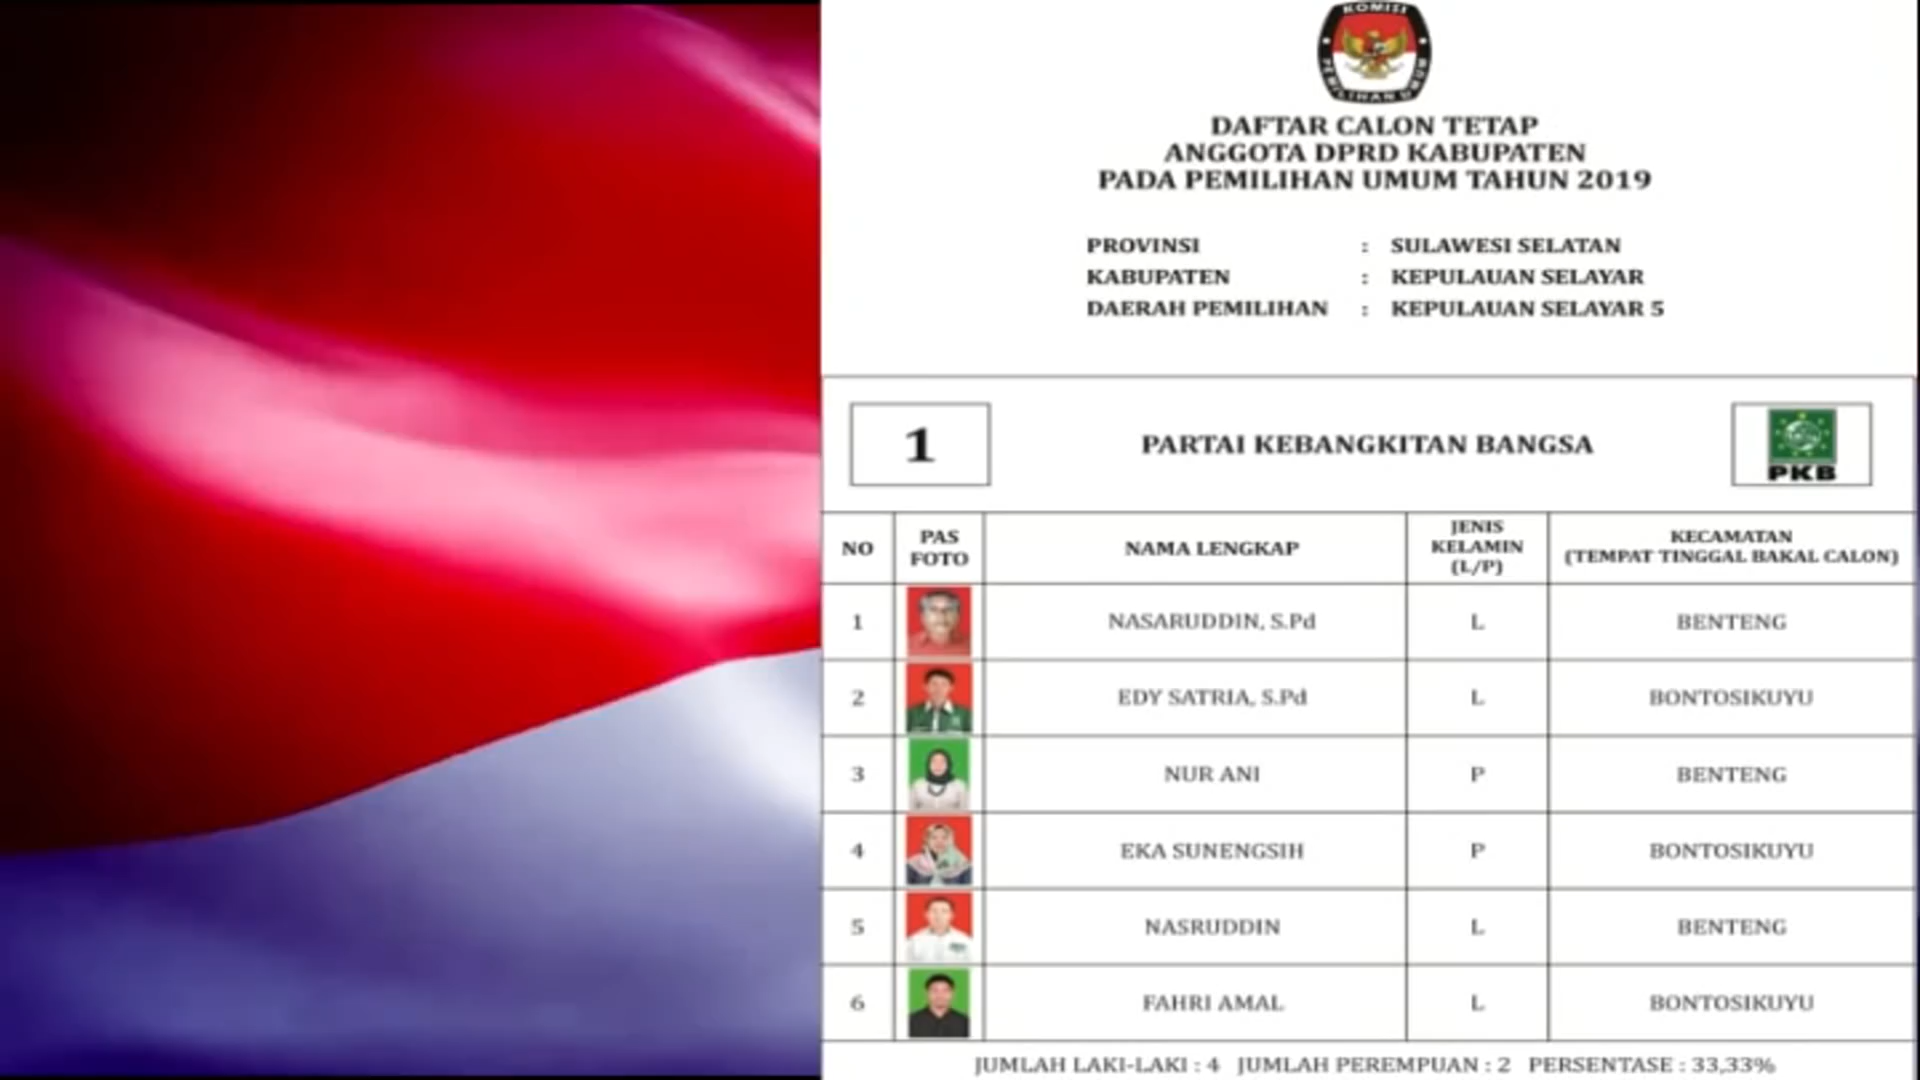 KOMISI
PEMILIHAN UMUM
DAFTAR CALON TETAP
ANGGOTA DPRD KABUPATEN
PADA PEMILIHAN UMUM TAHUN 2019
PROVINSI : SULAWESI SELATAN
KABUPATEN : KEPULAUAN SELAYAR
DAERAH PEMILIHAN : KEPULAUAN SELAYAR 5
1 PARTAI KEBANGKITAN BANGSA PKB
NO PAS FOTO NAMA LENGKAP JENIS KELAMIN (L/P) KECAMATAN (TEMPAT TINGGAL BAKAL CALON)
1 NASARUDDIN, S.Pd L BENTENG
2 EDY SATRIA, S.Pd L BONTOSIKUYU
3 NUR ANI P BENTENG
4 EKA SUNENGSIH P BONTOSIKUYU
5 NASRUDDIN L BENTENG
6 FAHRI AMAL L BONTOSIKUYU
JUMLAH LAKI-LAKI : 4 JUMLAH PEREMPUAN : 2 PERSENTASE : 33,33%